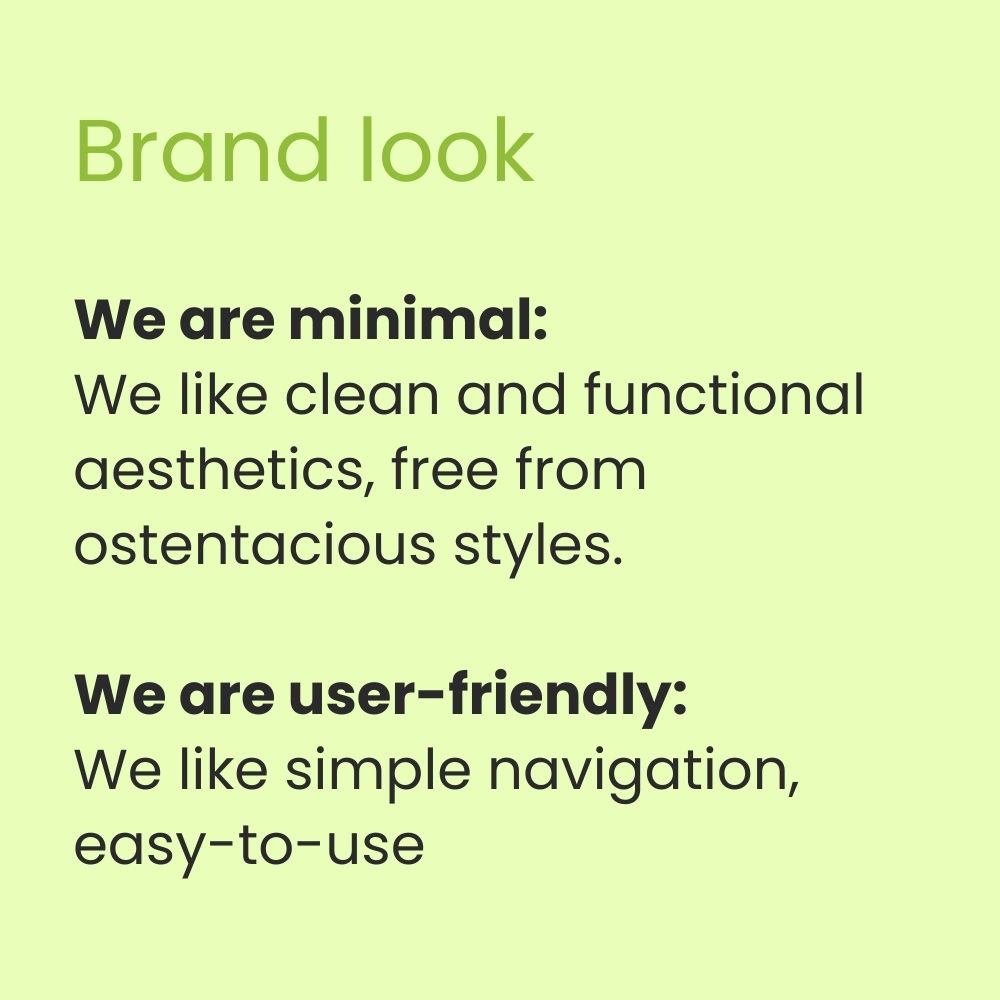 Brand look
We are minimal:
We like clean and functional
aesthetics, free from
ostentacious styles.
We are user-friendly:
We like simple navigation,
easy-to-use